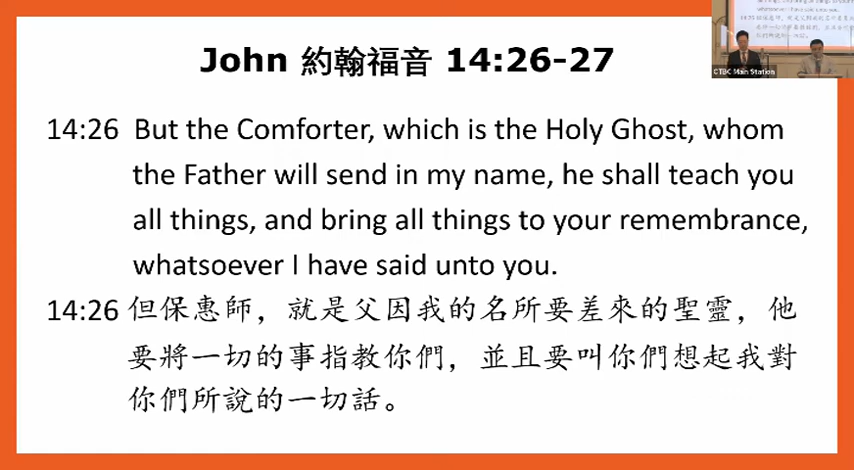 John 約翰福音 14:26-27
14:26 But the Comforter, which is the Holy Ghost, whom
the Father will send in my name, he shall teach you
all things, and bring all things to your remembrance,
whatsoever I have said unto you.
14:26 但保惠師，就是父因我的名所要差來的聖靈，他
要將一切的事指教你們，並且要叫你們想起我對
你們所說的一切話。
CTBC Main Station